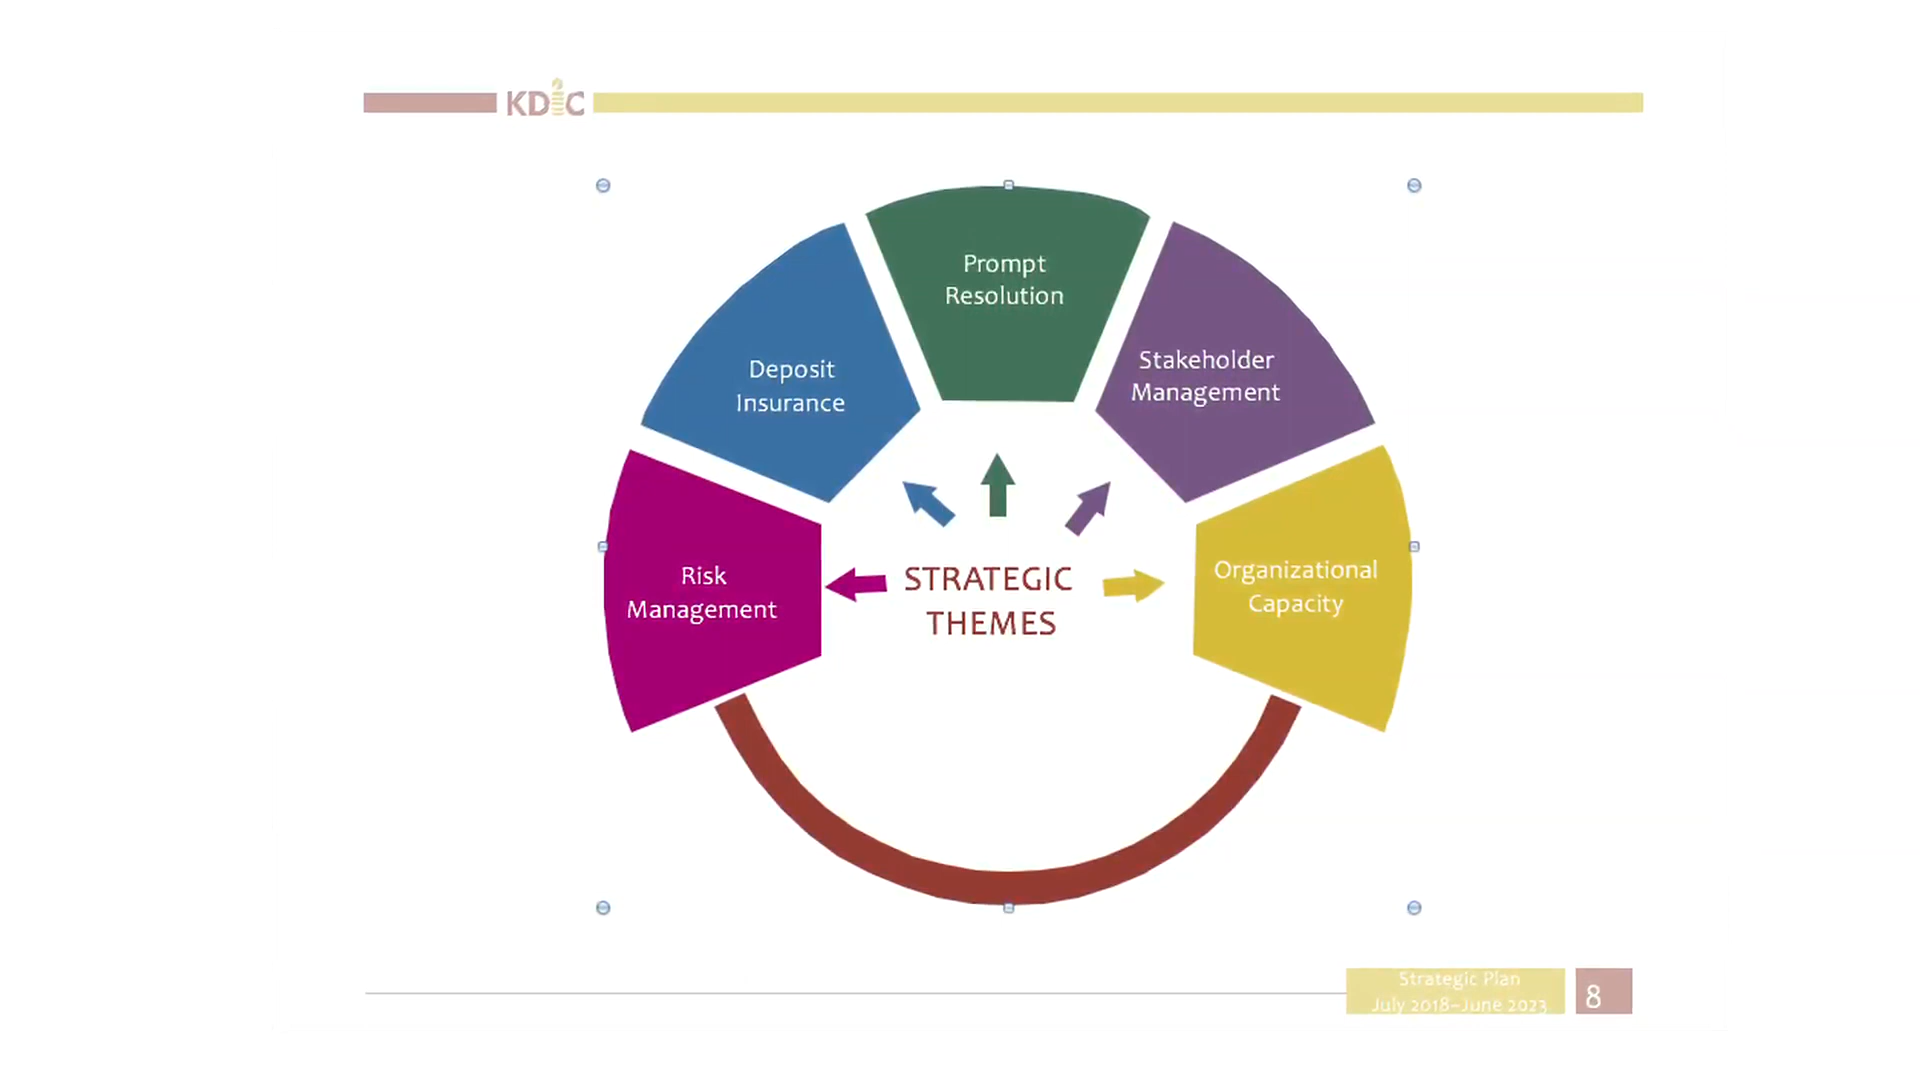 KDIC
Prompt
Resolution
Deposit
Insurance
Stakeholder
Management
Risk
Management
STRATEGIC
THEMES
Organizational
Capacity
Strategic Plan
July 2018–June 2023
8